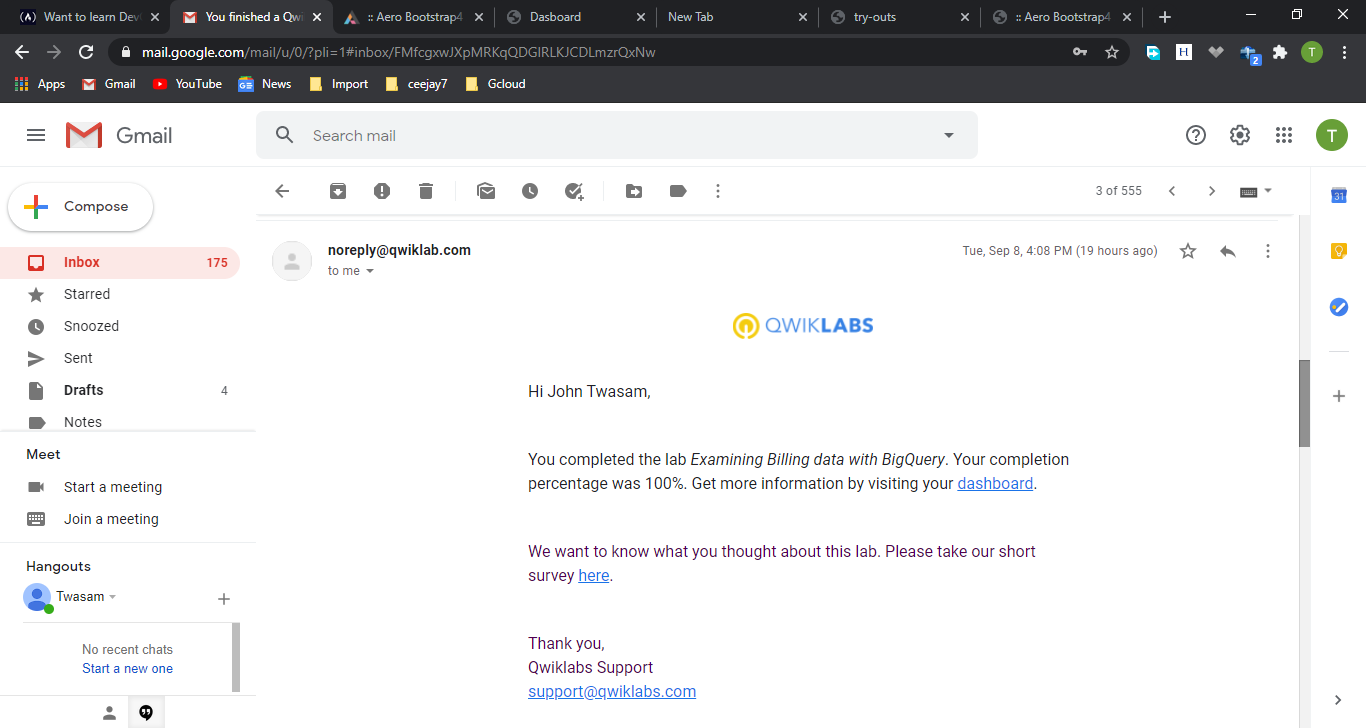 Want to learn Dev
You finished a Qwi
:: Aero Bootstrap4
Dasboard
New Tab
try-outs
:: Aero Bootstrap4
mail.google.com/mail/u/0/?pli=1#inbox/FMfcgxwJXpMRKqQDGlRLKJCDLmzrQxNw
H
2
T
Apps
Gmail
YouTube
GE
News
Import
ceejay7
Gcloud
Gmail
Search mail
T
Compose
3 of 555
31
Inbox 175
Starred
Snoozed
Sent
Drafts 4
Notes
Meet
Start a meeting
Join a meeting
Hangouts
Twasam
No recent chats
Start a new one
noreply@qwiklab.com
Tue, Sep 8, 4:08 PM (19 hours ago)
to me
QWIKLABS
Hi John Twasam,
You completed the lab Examining Billing data with BigQuery. Your completion
percentage was 100%. Get more information by visiting your dashboard.
We want to know what you thought about this lab. Please take our short
survey here.
Thank you,
Qwiklabs Support
support@qwiklabs.com